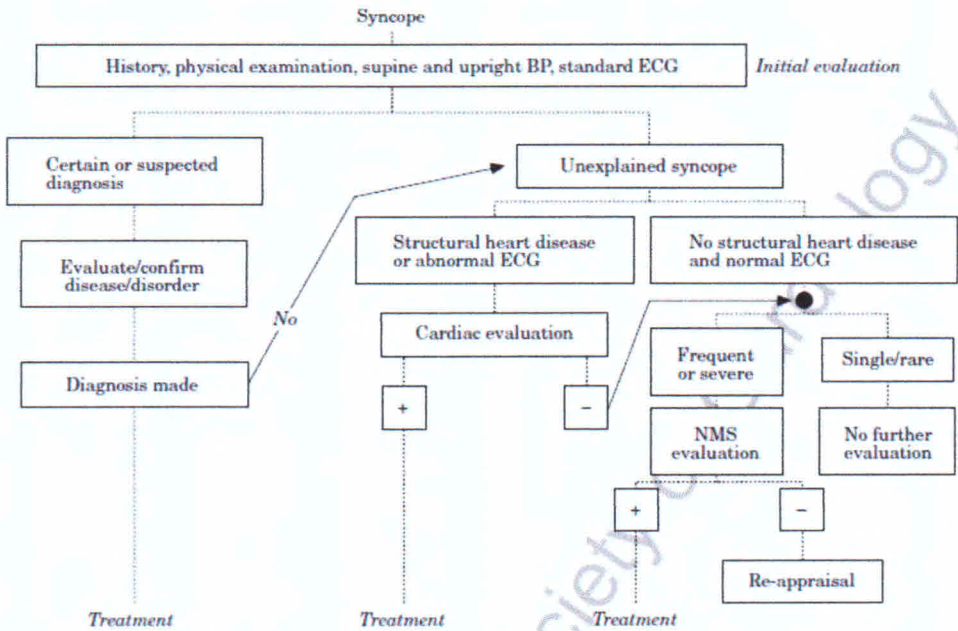 Syncope
History, physical examination, supine and upright BP, standard ECG
Initial evaluation
Certain or suspected
diagnosis
Unexplained syncope
Structural heart disease
or abnormal ECG
No structural heart disease
and normal ECG
Evaluate/confirm
disease/disorder
No
Cardiac evaluation
Frequent
or severe
Single/rare
Diagnosis made
+
−
NMS
evaluation
No further
evaluation
+
−
Re-appraisal
Treatment
Treatment
Treatment
ciety
ology